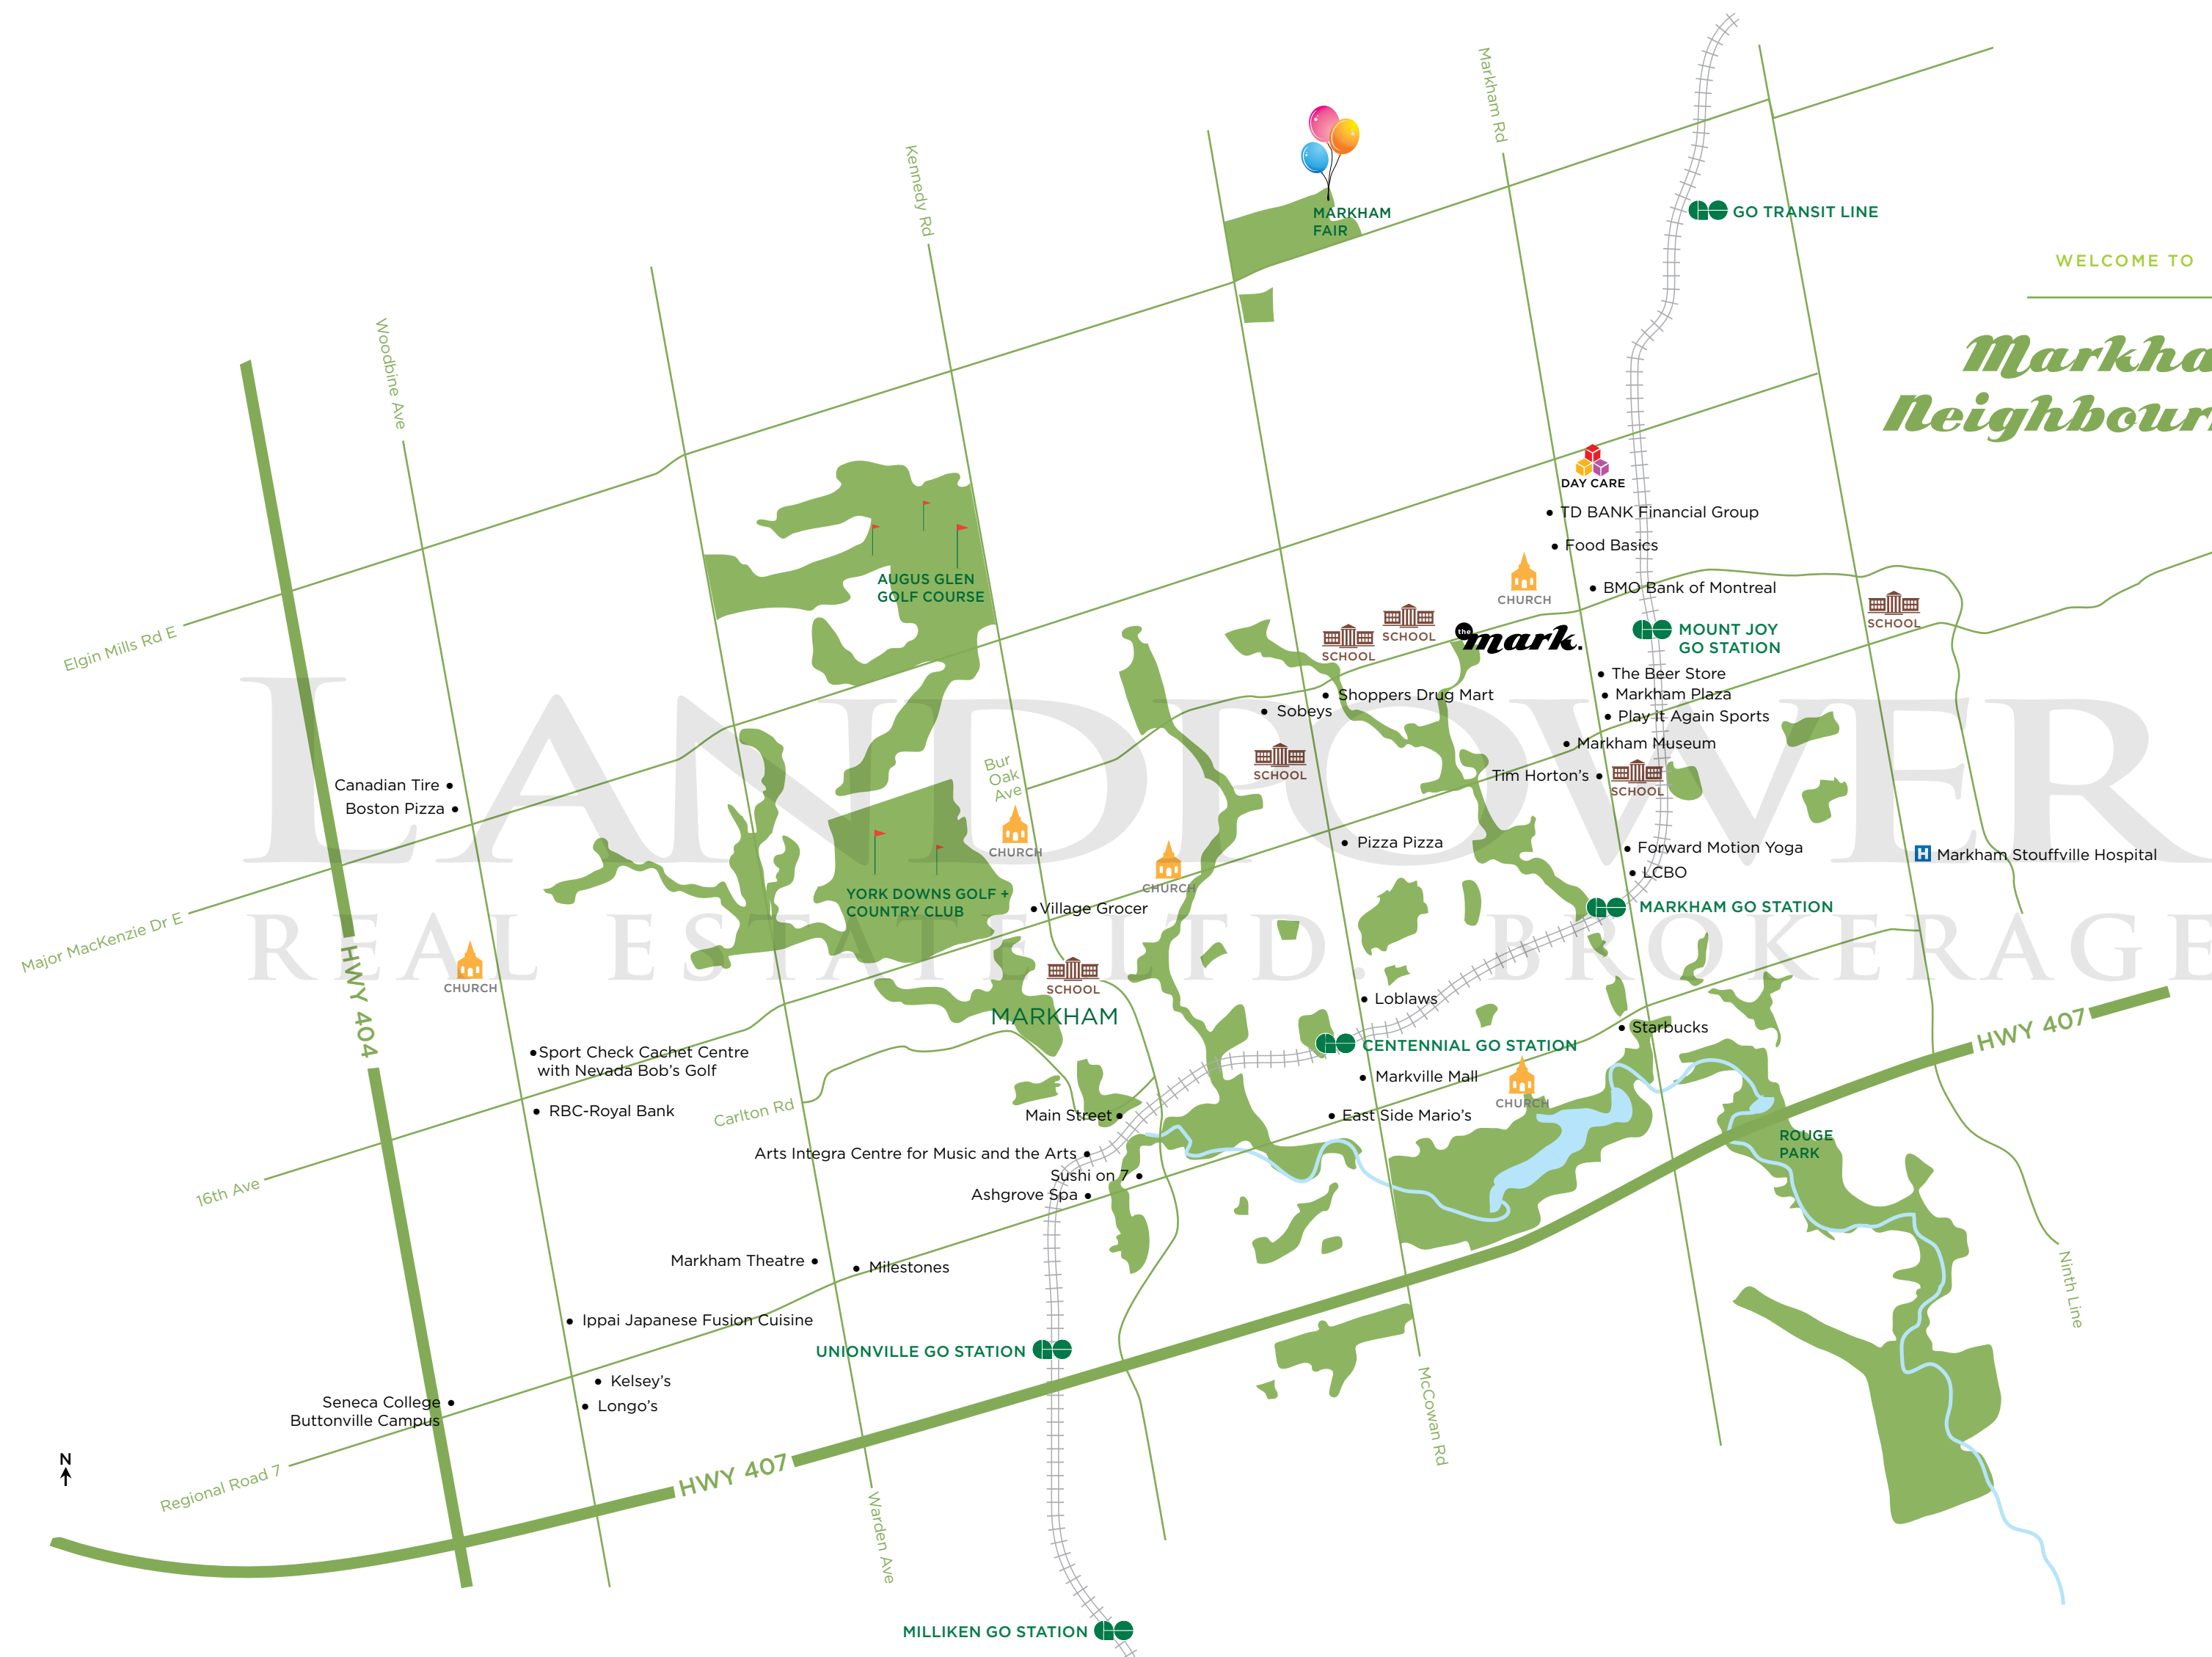 Markham Rd
Kennedy Rd
MARKHAM
FAIR
GO TRANSIT LINE
WELCOME TO
Woodbine Ave
Markha
Neighbour
DAY CARE
TD BANK Financial Group
Food Basics
BMO Bank of Montreal
CHURCH
AUGUS GLEN
GOLF COURSE
SCHOOL
SCHOOL
SCHOOL
the mark.
MOUNT JOY
GO STATION
Elgin Mills Rd E
The Beer Store
Markham Plaza
Play it Again Sports
Shoppers Drug Mart
Sobeys
Markham Museum
Tim Horton's
SCHOOL
SCHOOL
LANDPOWER
REAL ESTATE LTD. BROKERAGE
Bur
Oak
Ave
Canadian Tire
Boston Pizza
CHURCH
CHURCH
Pizza Pizza
Forward Motion Yoga
LCBO
H Markham Stouffville Hospital
YORK DOWNS GOLF +
COUNTRY CLUB
Village Grocer
MARKHAM GO STATION
Major MacKenzie Dr E
CHURCH
HWY 404
SCHOOL
MARKHAM
Loblaws
Starbucks
HWY 407
CENTENNIAL GO STATION
Sport Check Cachet Centre
with Nevada Bob's Golf
RBC-Royal Bank
Carlton Rd
Main Street
Markville Mall
CHURCH
East Side Mario's
ROUGE
PARK
Arts Integra Centre for Music and the Arts
Sushi on 7
Ashgrove Spa
16th Ave
Markham Theatre
Milestones
Ninth Line
Ippai Japanese Fusion Cuisine
UNIONVILLE GO STATION
Kelsey's
Longo's
Seneca College
Buttonville Campus
McCowan Rd
N
Regional Road 7
HWY 407
Warden Ave
MILLIKEN GO STATION